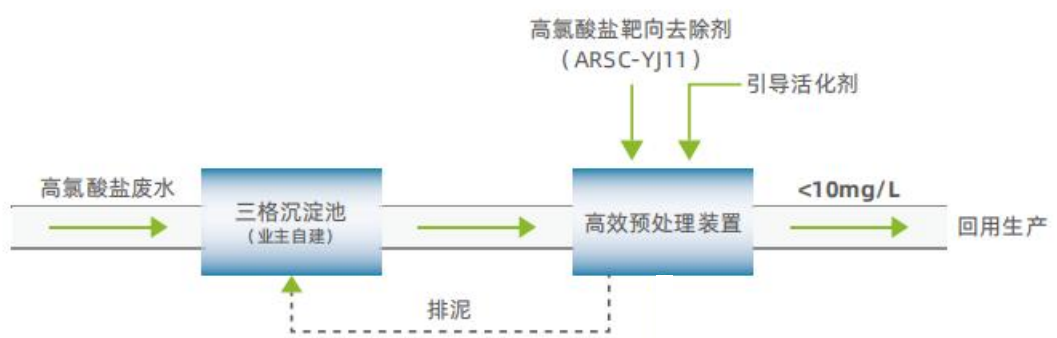 高氯酸盐靶向去除剂
（ARSC-YJ11）
引导活化剂
高氯酸盐废水
<10mg/L
三格沉淀池
（业主自建）
高效预处理装置
回用生产
排泥